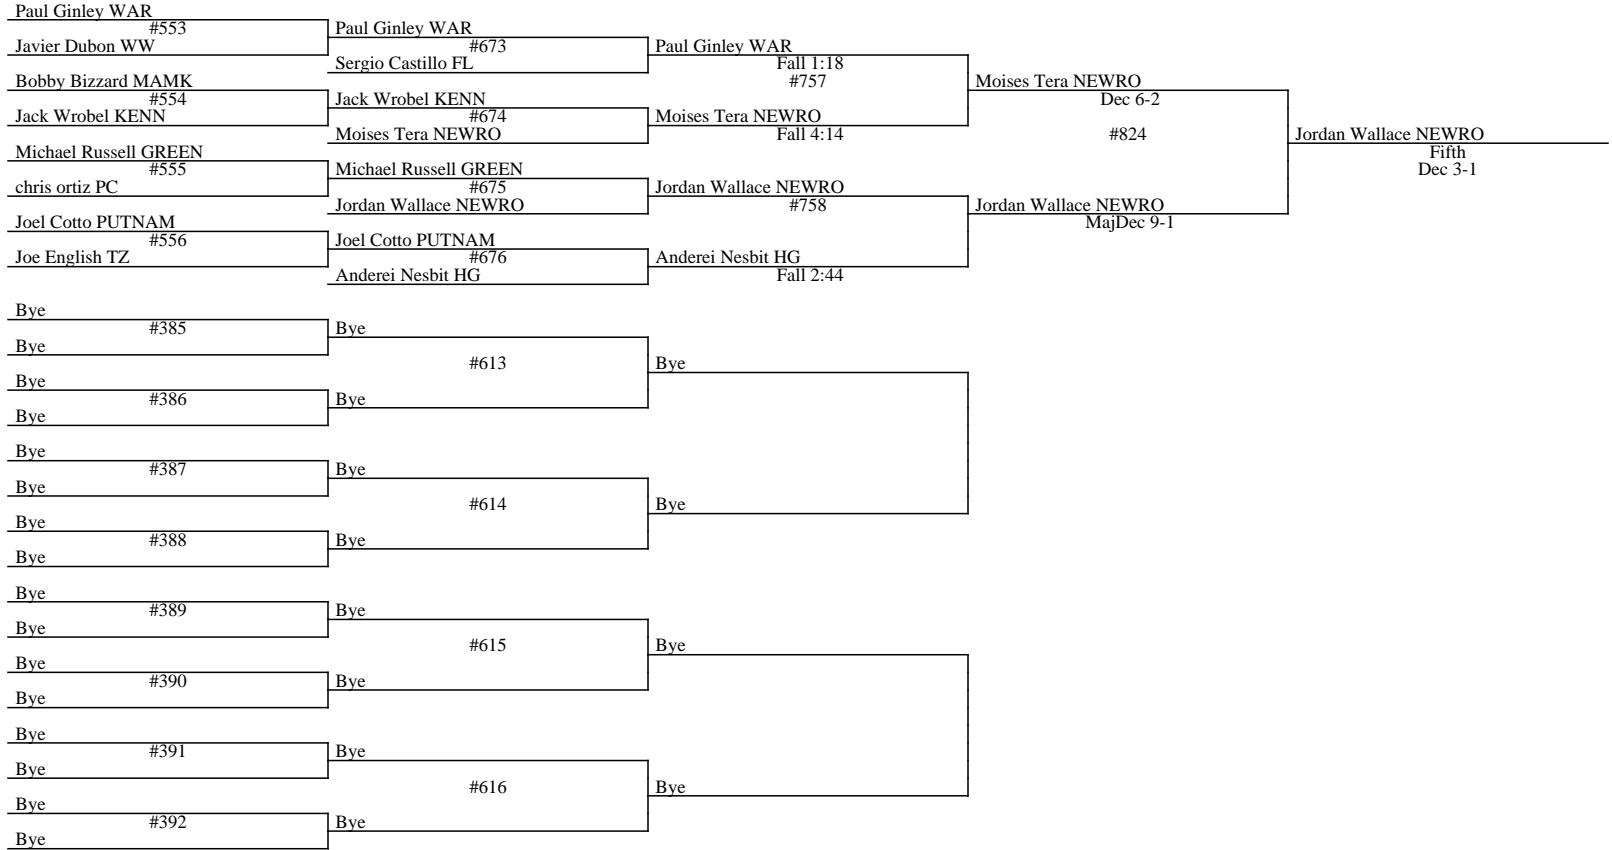 Paul Ginley WAR
#553
Javier Dubon WW
Bobby Bizzard MAMK
#554
Jack Wrobel KENN
Michael Russell GREEN
#555
chris ortiz PC
Joel Cotto PUTNAM
#556
Joe English TZ
Paul Ginley WAR
#673
Sergio Castillo FL
Jack Wrobel KENN
#674
Moises Tera NEWRO
Michael Russell GREEN
#675
Jordan Wallace NEWRO
Joel Cotto PUTNAM
#676
Anderei Nesbit HG
Paul Ginley WAR
Fall 1:18
#757
Moises Tera NEWRO
Fall 4:14
Jordan Wallace NEWRO
#758
Anderei Nesbit HG
Fall 2:44
Moises Tera NEWRO
Dec 6-2
#824
Jordan Wallace NEWRO
MajDec 9-1
Jordan Wallace NEWRO
Fifth
Dec 3-1
Bye
#385
Bye
Bye
#386
Bye
Bye
#387
Bye
Bye
#388
Bye
Bye
#389
Bye
Bye
#390
Bye
Bye
#391
Bye
Bye
#392
Bye
Bye
#613
Bye
Bye
#614
Bye
Bye
#615
Bye
Bye
#616
Bye
Bye
Bye
Bye
Bye